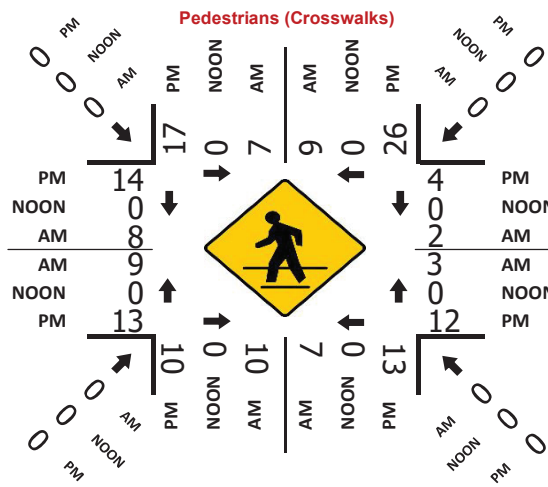 Pedestrians (Crosswalks)
0 PM
0 NOON
0 AM
PM NOON AM AM NOON PM
17 0 7 6 0 26
PM 0
NOON 0
AM 0
PM 14
NOON 0
AM 8
AM 9
NOON 0
PM 13
4 PM
0 NOON
2 AM
3 AM
0 NOON
12 PM
10 0 10 7 0 13
PM NOON AM AM NOON PM
0 AM
0 NOON
0 PM
AM 0
NOON 0
PM 0